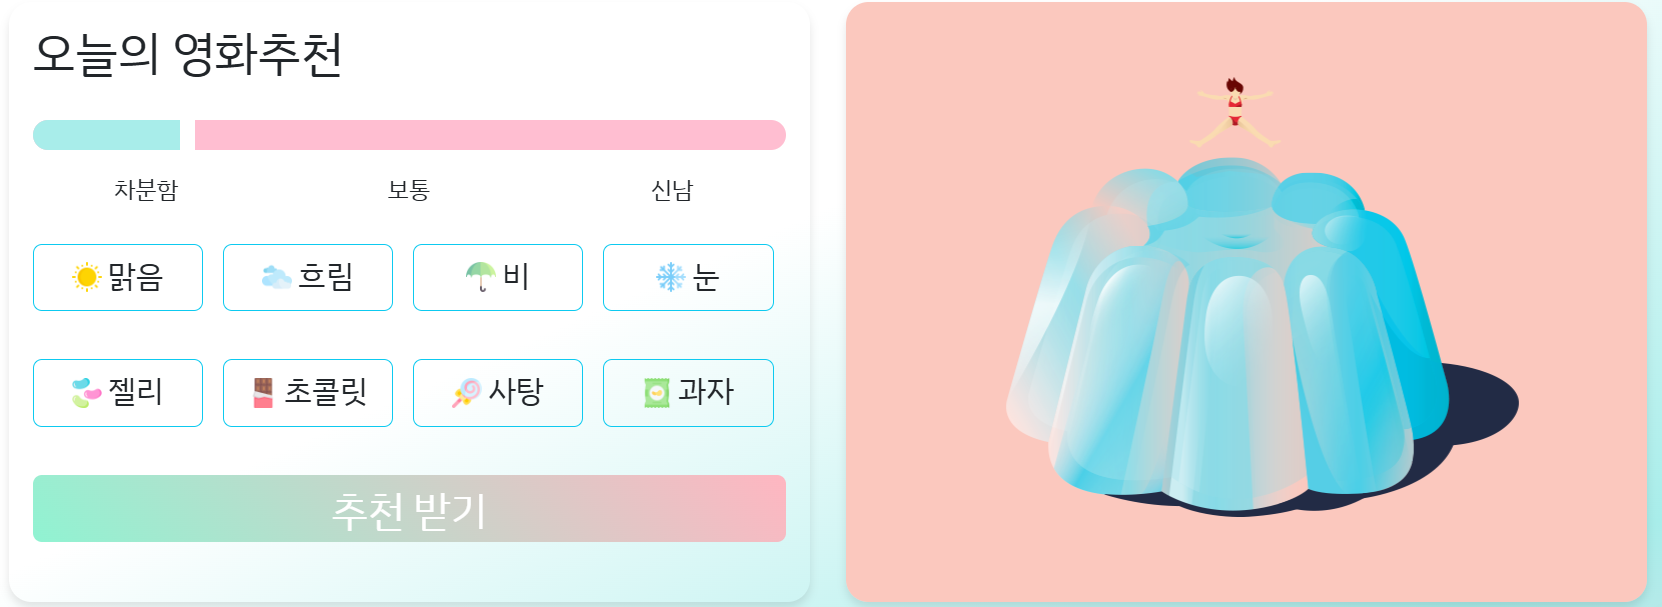 오늘의 영화추천
차분함 보통 신남
맑음 흐림 비 눈
젤리 초콜릿 사탕 과자
추천 받기